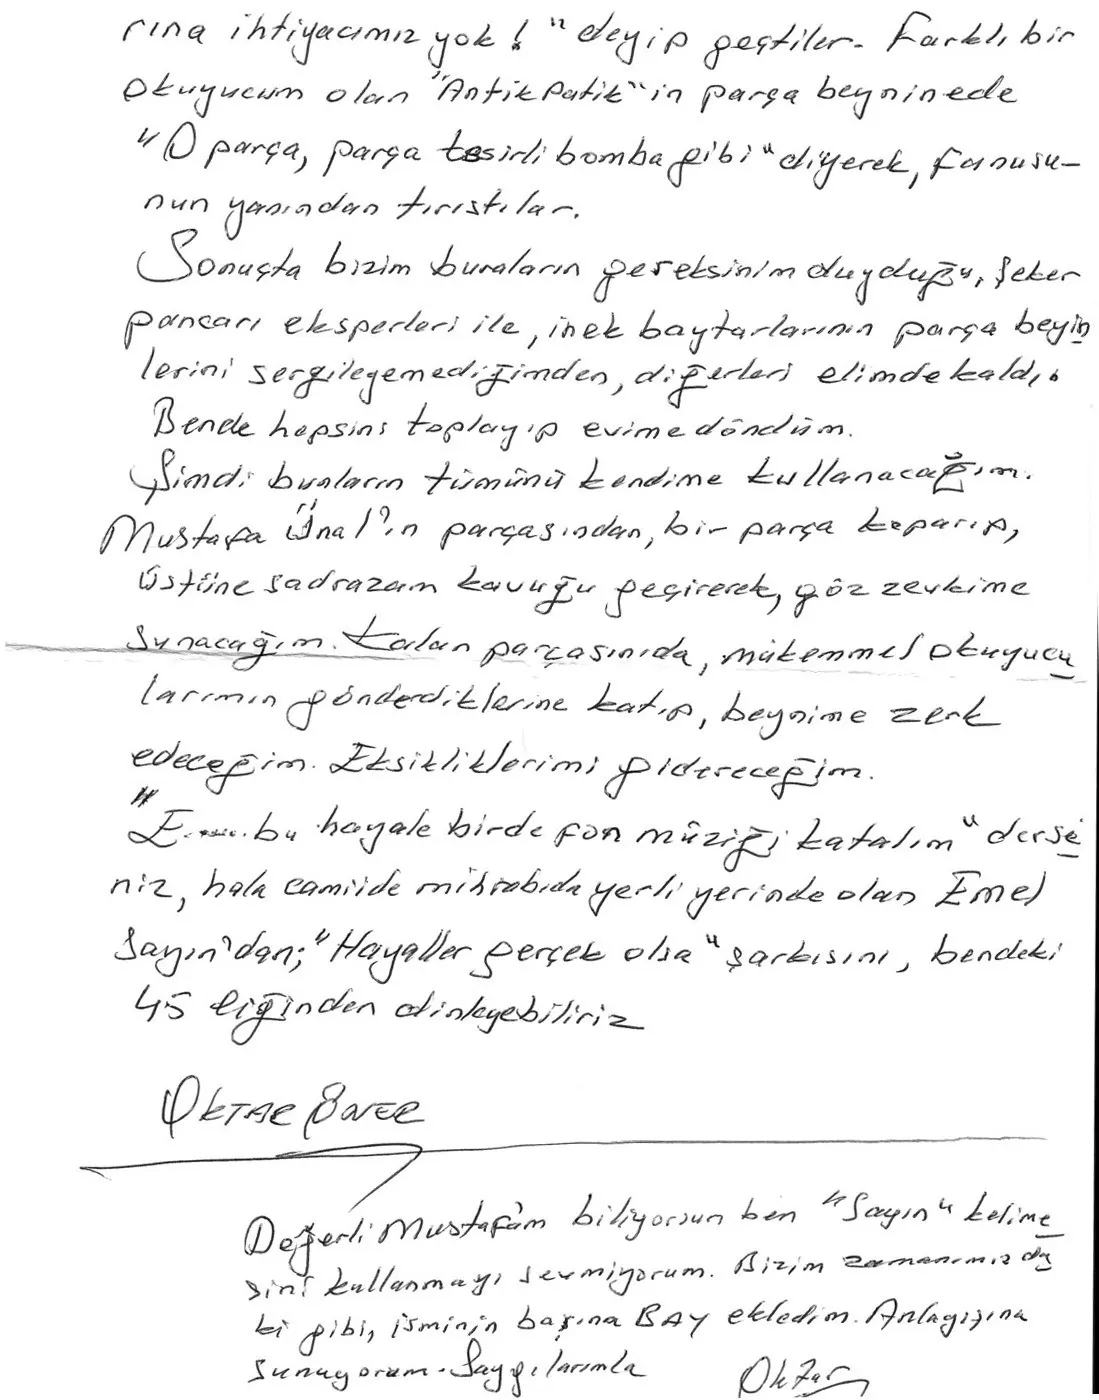 rına ihtiyacımız yok! " deyip geçtiler. Farklı bir
okuyucum olan "AntikPatik" in parça beyninede
"O parça, parça tesirli bomba gibi" diyerek, fanusu-
nun yanından tırıstılar.
Sonuçta bizim buraların gereksinim duyduğu, şeker
pancarı eksperleri ile, inek baytarlarının parça beyin
lerini sergileyemediğimden, diğerleri elimde kaldı.
Bende hepsini toplayıp evime döndüm.
Şimdi bunların tümünü kendime kullanacağım.
Mustafa Ünal'ın parçasından, bir parça koparıp,
üstüne sadrazam kavuğu geçirerek, göz zevkime
sunacağım. Kalan parçasınıda, mükemmel okuyucu
larımın gönderdiklerine katıp, beynime zerk
edeceğim. Eksikliklerimi gidereceğim.
"E..... bu hayale birde fon müziği katalım" derse
niz, hala camiide mihrabıda yerli yerinde olan Emel
Sayın'dan; "Hayaller gerçek olsa" şarkısını, bendeki
45 liğinden dinleyebiliriz
OKTAR ÖNER
Değerli Mustafam biliyorsun ben "Sayın" kelime
sini kullanmayı sevmiyorum. Bizim zamanımızda
ki gibi, isminin başına BAY ekledim. Anlayışına
sunuyorum. Saygılarımla Oktar